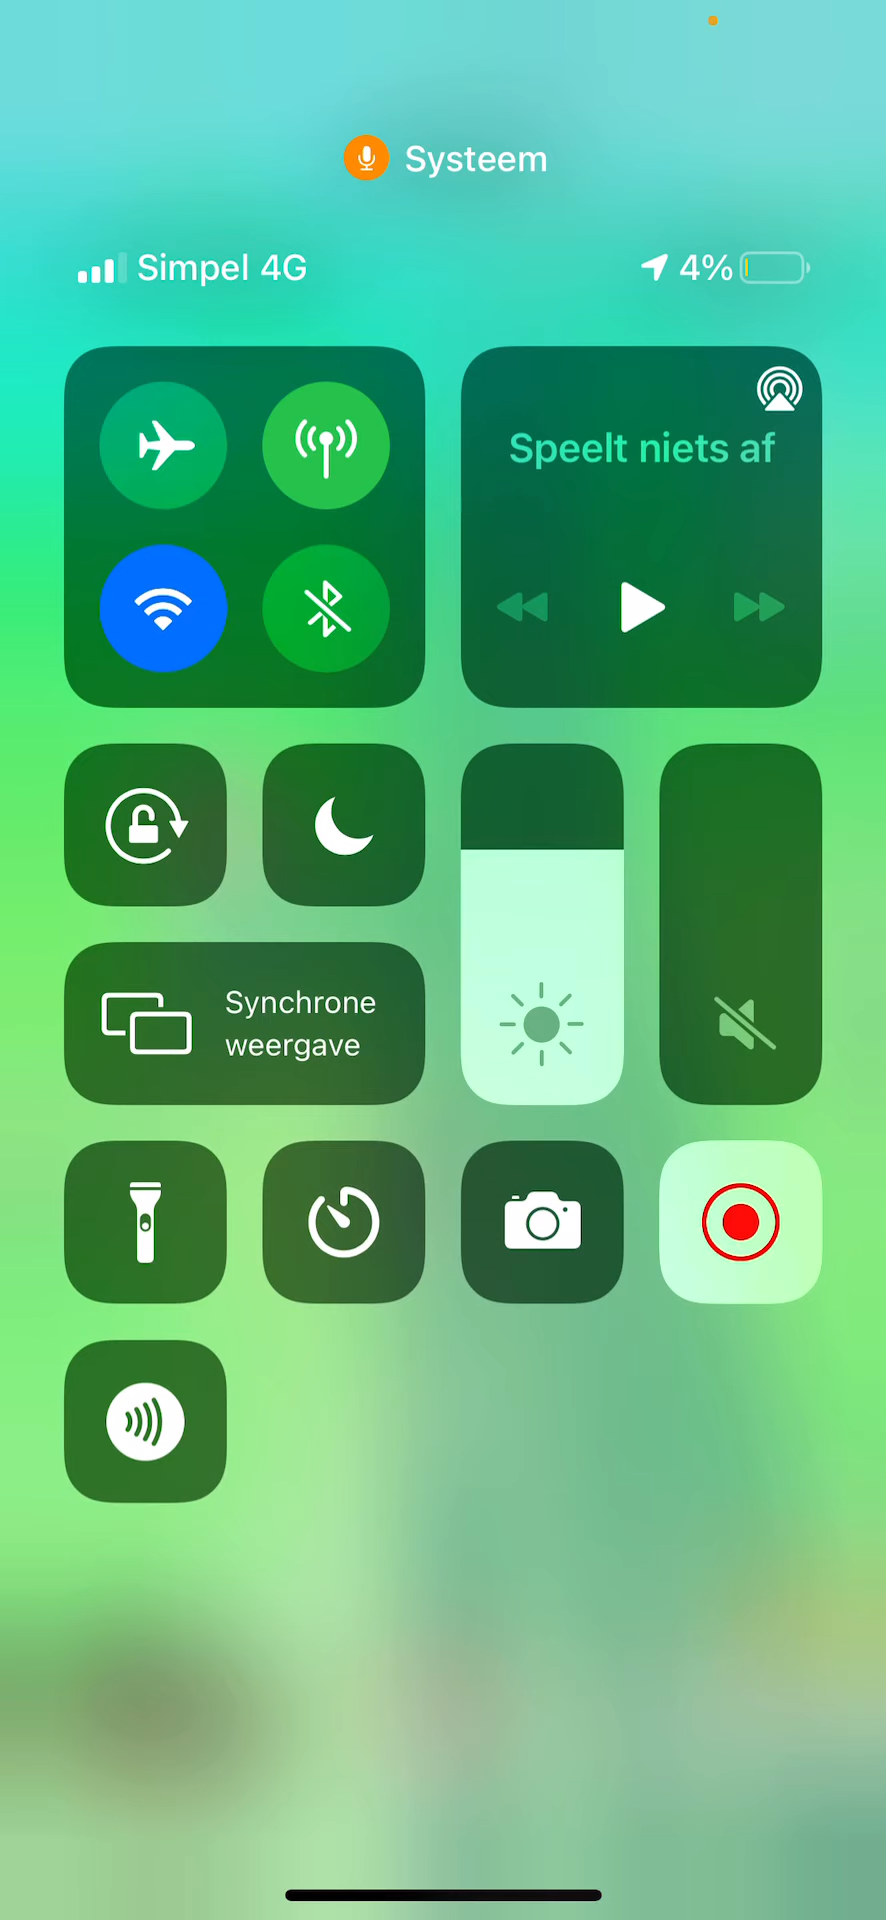 Systeem
Simpel 4G
4%
Speelt niets af
Synchrone
weergave